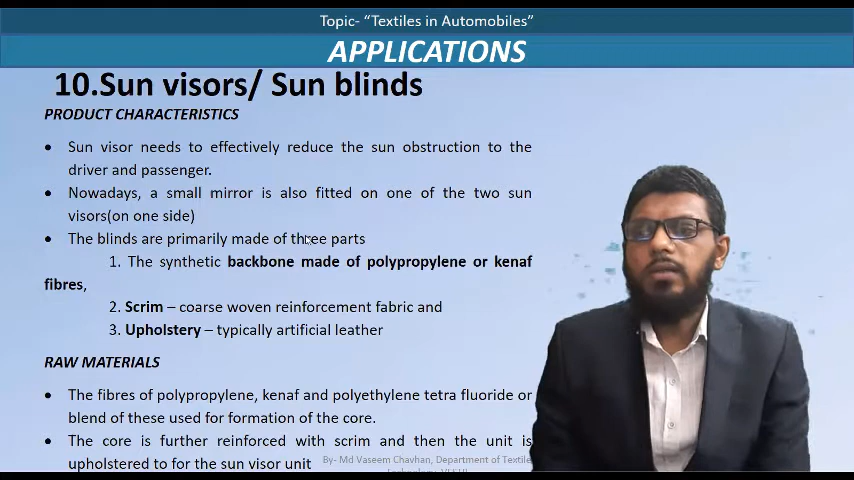 Topic- “Textiles in Automobiles”
APPLICATIONS
10.Sun visors/ Sun blinds
PRODUCT CHARACTERISTICS
• Sun visor needs to effectively reduce the sun obstruction to the
driver and passenger.
• Nowadays, a small mirror is also fitted on one of the two sun
visors(on one side)
• The blinds are primarily made of three parts
1. The synthetic backbone made of polypropylene or kenaf
fibres,
2. Scrim – coarse woven reinforcement fabric and
3. Upholstery – typically artificial leather
RAW MATERIALS
• The fibres of polypropylene, kenaf and polyethylene tetra fluoride or
blend of these used for formation of the core.
• The core is further reinforced with scrim and then the unit is
upholstered to for the sun visor unit
By- Md Vaseem Chavhan, Department of Textile